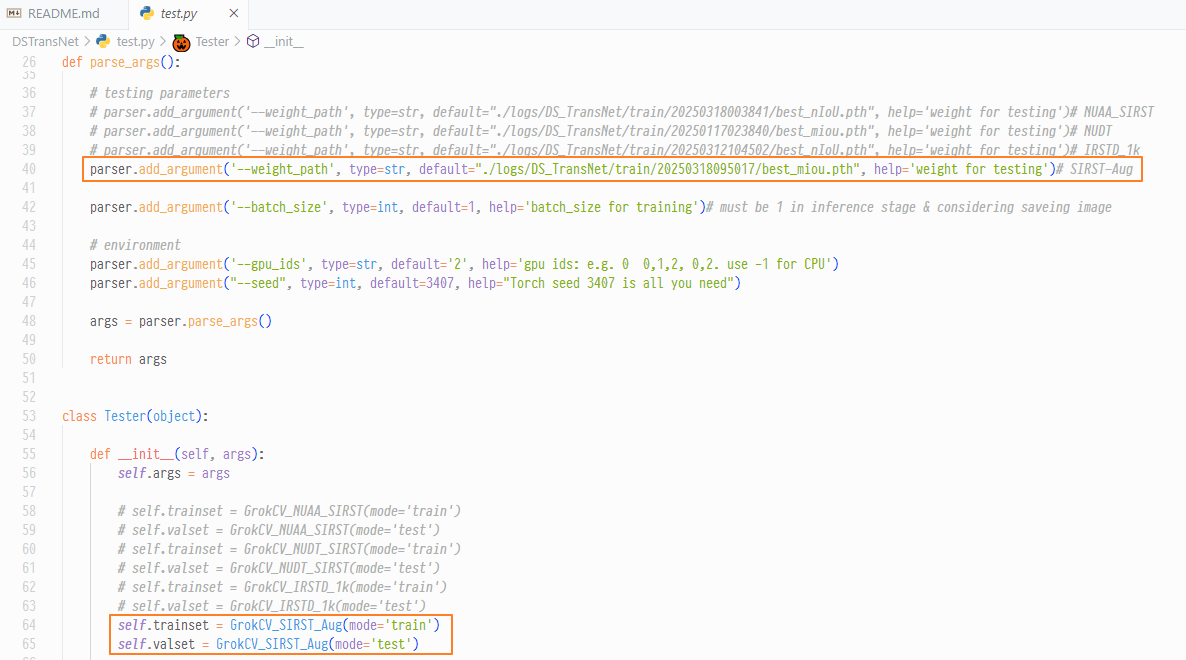 README.md test.py
DSTransNet > test.py > Tester > __init__
26 def parse_args():
35
36 # testing parameters
37 # parser.add_argument('--weight_path', type=str, default="./logs/DS_TransNet/train/20250318003841/best_nIoU.pth", help='weight for testing')# NUAA_SIRST
38 # parser.add_argument('--weight_path', type=str, default="./logs/DS_TransNet/train/20250117023840/best_miou.pth", help='weight for testing')# NUDT
39 # parser.add_argument('--weight_path', type=str, default="./logs/DS_TransNet/train/20250312104502/best_nIoU.pth", help='weight for testing')# IRSTD_1k
40 parser.add_argument('--weight_path', type=str, default="./logs/DS_TransNet/train/20250318095017/best_miou.pth", help='weight for testing')# SIRST-Aug
41
42 parser.add_argument('--batch_size', type=int, default=1, help='batch_size for training')# must be 1 in inference stage & considering saveing image
43
44 # environment
45 parser.add_argument('--gpu_ids', type=str, default='2', help='gpu ids: e.g. 0  0,1,2, 0,2. use -1 for CPU')
46 parser.add_argument("--seed", type=int, default=3407, help="Torch seed 3407 is all you need")
47
48 args = parser.parse_args()
49
50 return args
51
52
53 class Tester(object):
54
55 def __init__(self, args):
56 self.args = args
57
58 # self.trainset = GrokCV_NUAA_SIRST(mode='train')
59 # self.valset = GrokCV_NUAA_SIRST(mode='test')
60 # self.trainset = GrokCV_NUDT_SIRST(mode='train')
61 # self.valset = GrokCV_NUDT_SIRST(mode='test')
62 # self.trainset = GrokCV_IRSTD_1k(mode='train')
63 # self.valset = GrokCV_IRSTD_1k(mode='test')
64 self.trainset = GrokCV_SIRST_Aug(mode='train')
65 self.valset = GrokCV_SIRST_Aug(mode='test')